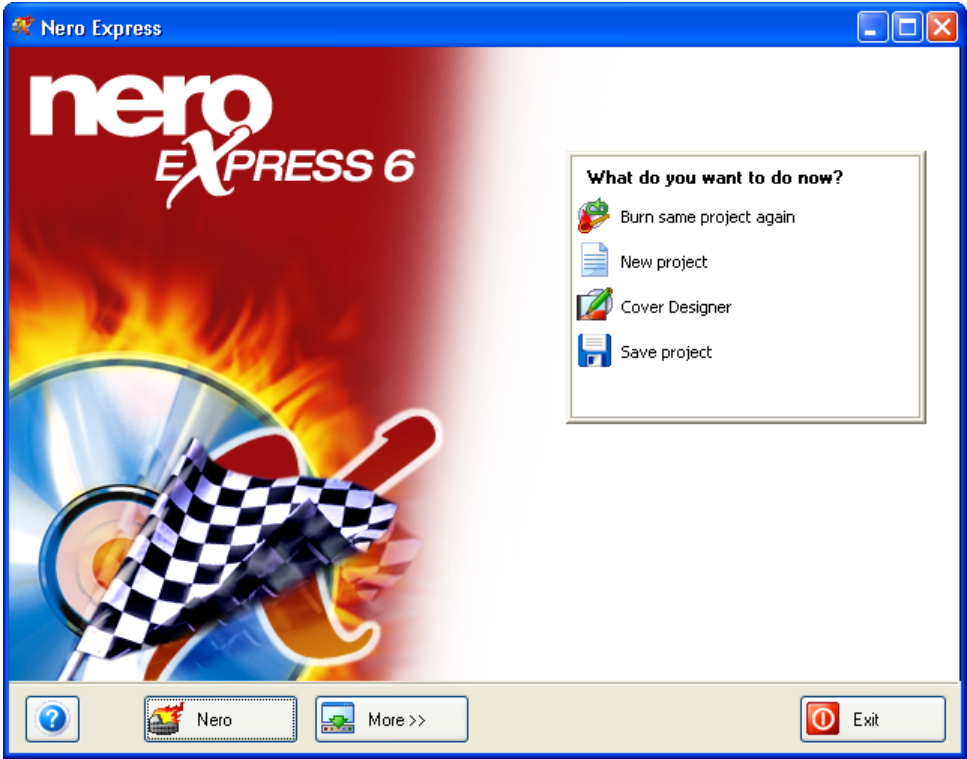 Nero Express
nero
EXPRESS 6
What do you want to do now?
Burn same project again
New project
Cover Designer
Save project
?
Nero
More >>
Exit